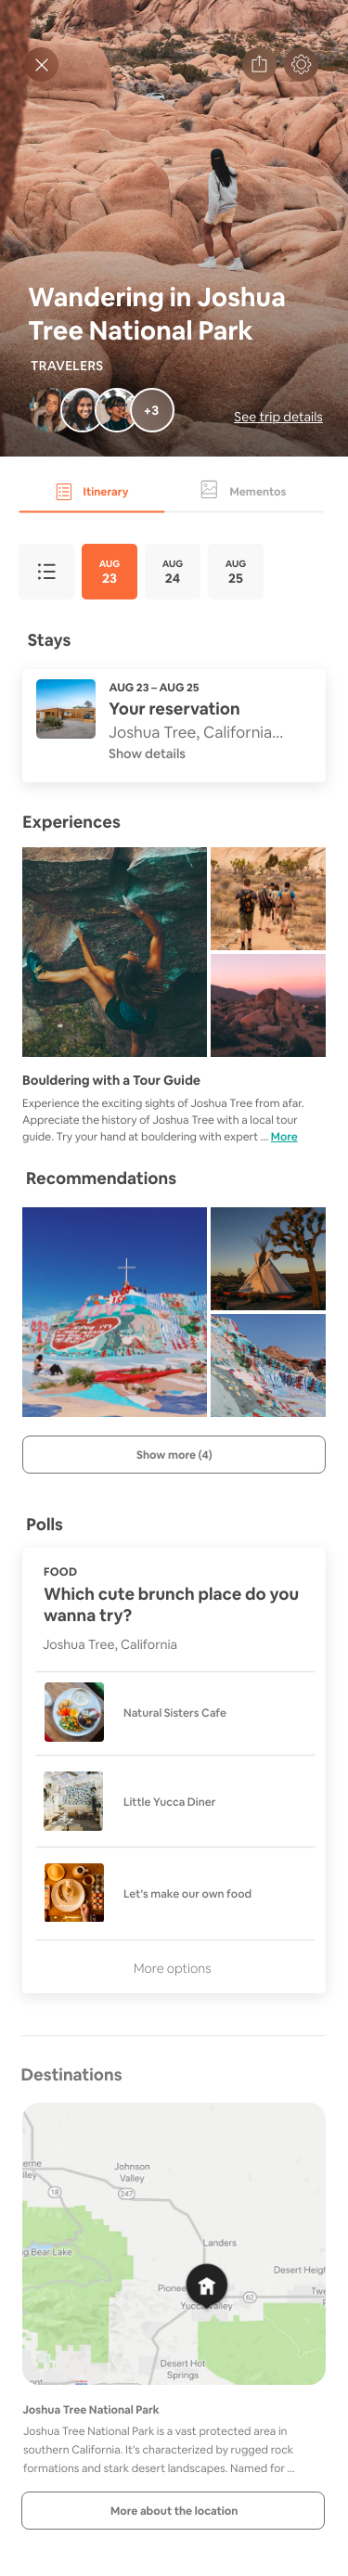 Wandering in Joshua
Tree National Park
TRAVELERS
+3
See trip details
Itinerary
Mementos
AUG
23
AUG
24
AUG
25
Stays
AUG 23 – AUG 25
Your reservation
Joshua Tree, California...
Show details
Experiences
Bouldering with a Tour Guide
Experience the exciting sights of Joshua Tree from afar.
Appreciate the history of Joshua Tree with a local tour
guide. Try your hand at bouldering with expert ... More
Recommendations
LOVE
Show more (4)
Polls
FOOD
Which cute brunch place do you
wanna try?
Joshua Tree, California
Natural Sisters Cafe
Little Yucca Diner
Let's make our own food
More options
Destinations
Johnson
Valley
18
247
Landers
g Bear Lake
Desert Heigh
Pionee
62
Twe
Yucca Valley
Desert Hot
Springs
Joshua Tree National Park
Joshua Tree National Park is a vast protected area in
southern California. It's characterized by rugged rock
formations and stark desert landscapes. Named for ...
More about the location